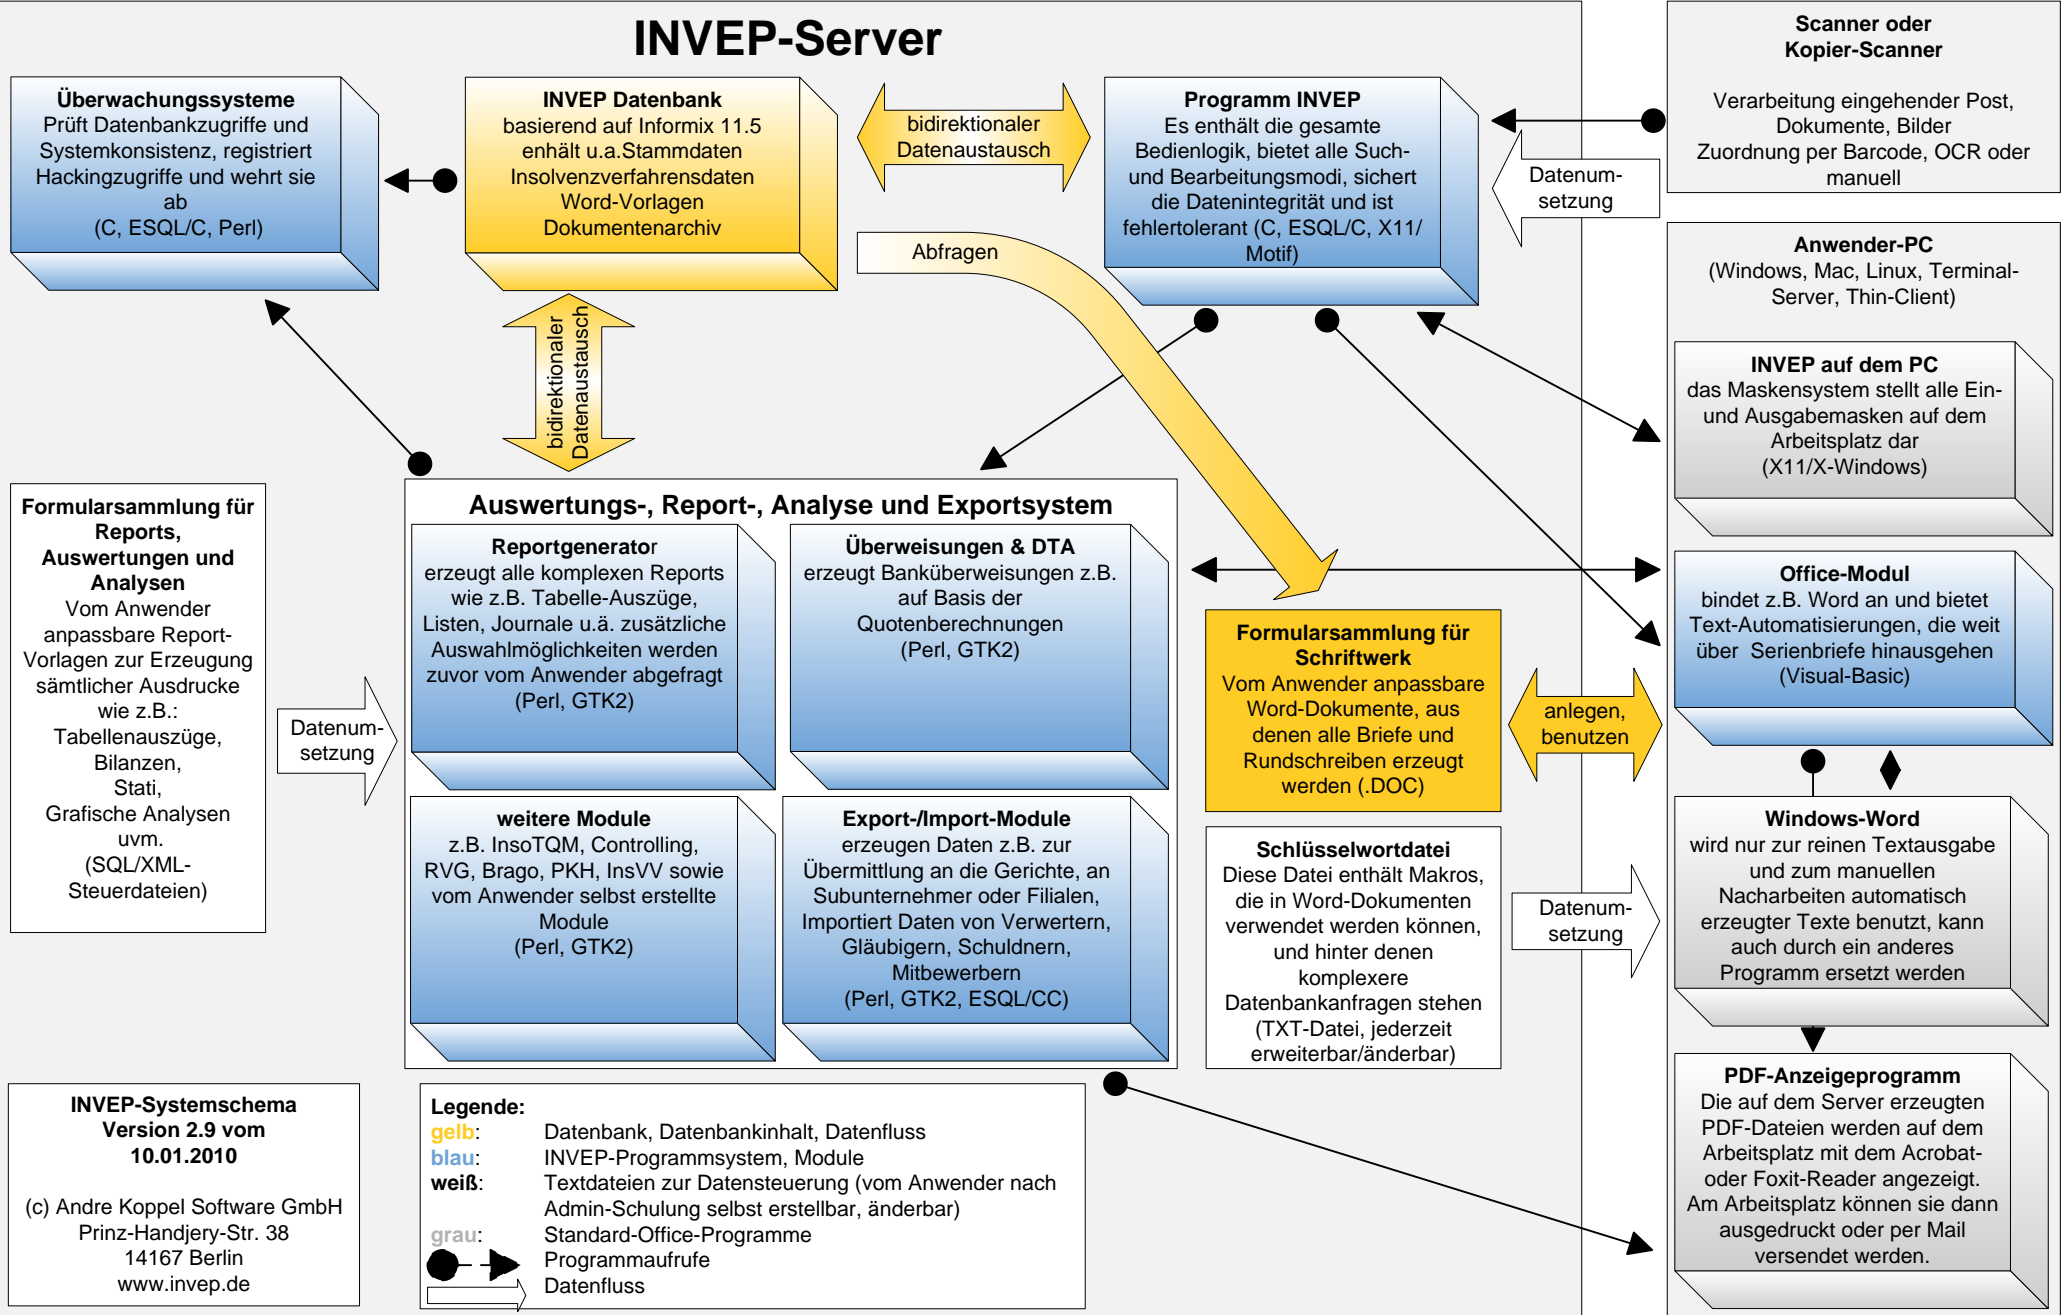 INVEP-Server
Überwachungssysteme
Prüft Datenbankzugriffe und
Systemkonsistenz, registriert
Hackingzugriffe und wehrt sie
ab
(C, ESQL/C, Perl)
INVEP Datenbank
basierend auf Informix 11.5
enhält u.a.Stammdaten
Insolvenzverfahrensdaten
Word-Vorlagen
Dokumentenarchiv
bidirektionaler
Datenaustausch
Programm INVEP
Es enthält die gesamte
Bedienlogik, bietet alle Such-
und Bearbeitungsmodi, sichert
die Datenintegrität und ist
fehlertolerant (C, ESQL/C, X11/
Motif)
Datenum-
setzung
Scanner oder
Kopier-Scanner
Verarbeitung eingehender Post,
Dokumente, Bilder
Zuordnung per Barcode, OCR oder
manuell
Abfragen
bidirektionaler
Datenaustausch
Anwender-PC
(Windows, Mac, Linux, Terminal-
Server, Thin-Client)
INVEP auf dem PC
das Maskensystem stellt alle Ein-
und Ausgabemasken auf dem
Arbeitsplatz dar
(X11/X-Windows)
Formularsammlung für
Reports,
Auswertungen und
Analysen
Vom Anwender
anpassbare Report-
Vorlagen zur Erzeugung
sämtlicher Ausdrucke
wie z.B.:
Tabellenauszüge,
Bilanzen,
Stati,
Grafische Analysen
uvm.
(SQL/XML-
Steuerdateien)
Datenum-
setzung
Auswertungs-, Report-, Analyse und Exportsystem
Reportgenerator
erzeugt alle komplexen Reports
wie z.B. Tabelle-Auszüge,
Listen, Journale u.ä. zusätzliche
Auswahlmöglichkeiten werden
zuvor vom Anwender abgefragt
(Perl, GTK2)
Überweisungen & DTA
erzeugt Banküberweisungen z.B.
auf Basis der
Quotenberechnungen
(Perl, GTK2)
weitere Module
z.B. InsoTQM, Controlling,
RVG, Brago, PKH, InsVV sowie
vom Anwender selbst erstellte
Module
(Perl, GTK2)
Export-/Import-Module
erzeugen Daten z.B. zur
Übermittlung an die Gerichte, an
Subunternehmer oder Filialen,
Importiert Daten von Verwertern,
Gläubigern, Schuldnern,
Mitbewerbern
(Perl, GTK2, ESQL/CC)
Formularsammlung für
Schriftwerk
Vom Anwender anpassbare
Word-Dokumente, aus
denen alle Briefe und
Rundschreiben erzeugt
werden (.DOC)
anlegen,
benutzen
Office-Modul
bindet z.B. Word an und bietet
Text-Automatisierungen, die weit
über Serienbriefe hinausgehen
(Visual-Basic)
Schlüsselwortdatei
Diese Datei enthält Makros,
die in Word-Dokumenten
verwendet werden können,
und hinter denen
komplexere
Datenbankanfragen stehen
(TXT-Datei, jederzeit
erweiterbar/änderbar)
Datenum-
setzung
Windows-Word
wird nur zur reinen Textausgabe
und zum manuellen
Nacharbeiten automatisch
erzeugter Texte benutzt, kann
auch durch ein anderes
Programm ersetzt werden
PDF-Anzeigeprogramm
Die auf dem Server erzeugten
PDF-Dateien werden auf dem
Arbeitsplatz mit dem Acrobat-
oder Foxit-Reader angezeigt.
Am Arbeitsplatz können sie dann
ausgedruckt oder per Mail
versendet werden.
INVEP-Systemschema
Version 2.9 vom
10.01.2010
(c) Andre Koppel Software GmbH
Prinz-Handjery-Str. 38
14167 Berlin
www.invep.de
Legende:
gelb: Datenbank, Datenbankinhalt, Datenfluss
blau: INVEP-Programmsystem, Module
weiß: Textdateien zur Datensteuerung (vom Anwender nach
Admin-Schulung selbst erstellbar, änderbar)
grau: Standard-Office-Programme
Programmaufrufe
Datenfluss